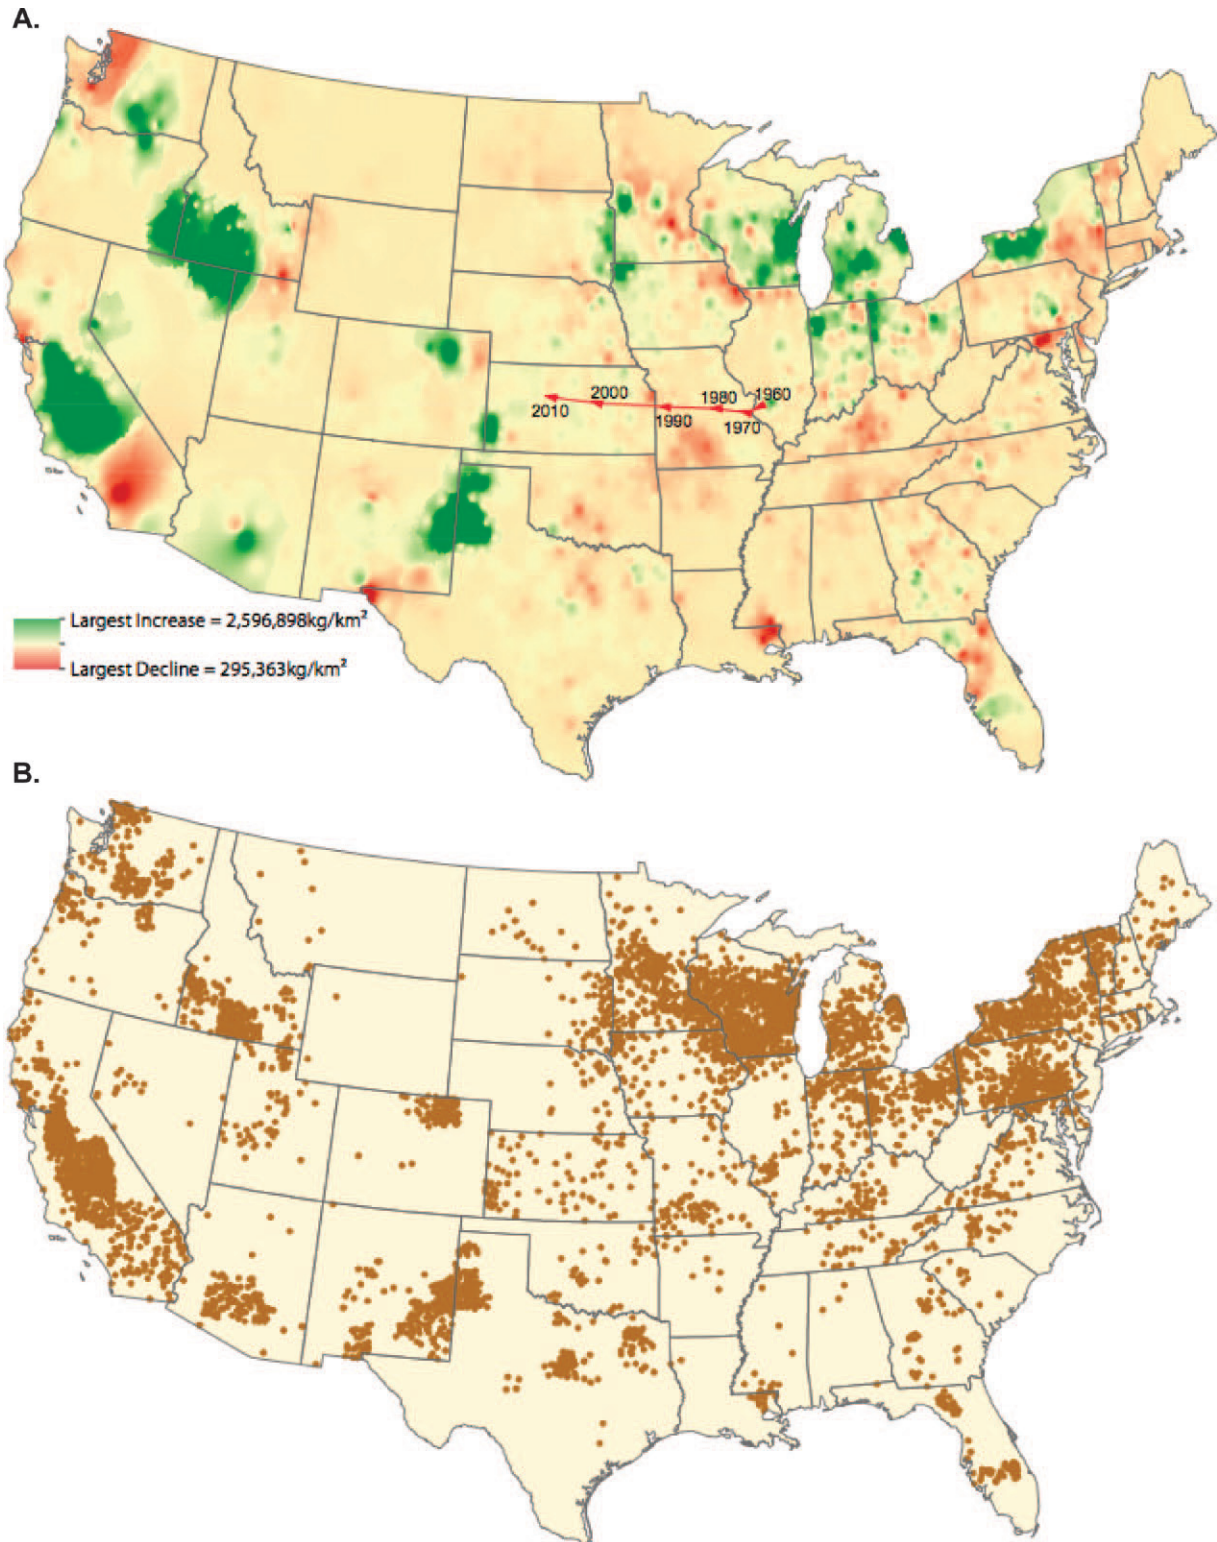 A.
2000
1980
1960
2010
1990
1970
Largest Increase = 2,596,898kg/km²
Largest Decline = 295,363kg/km²
B.